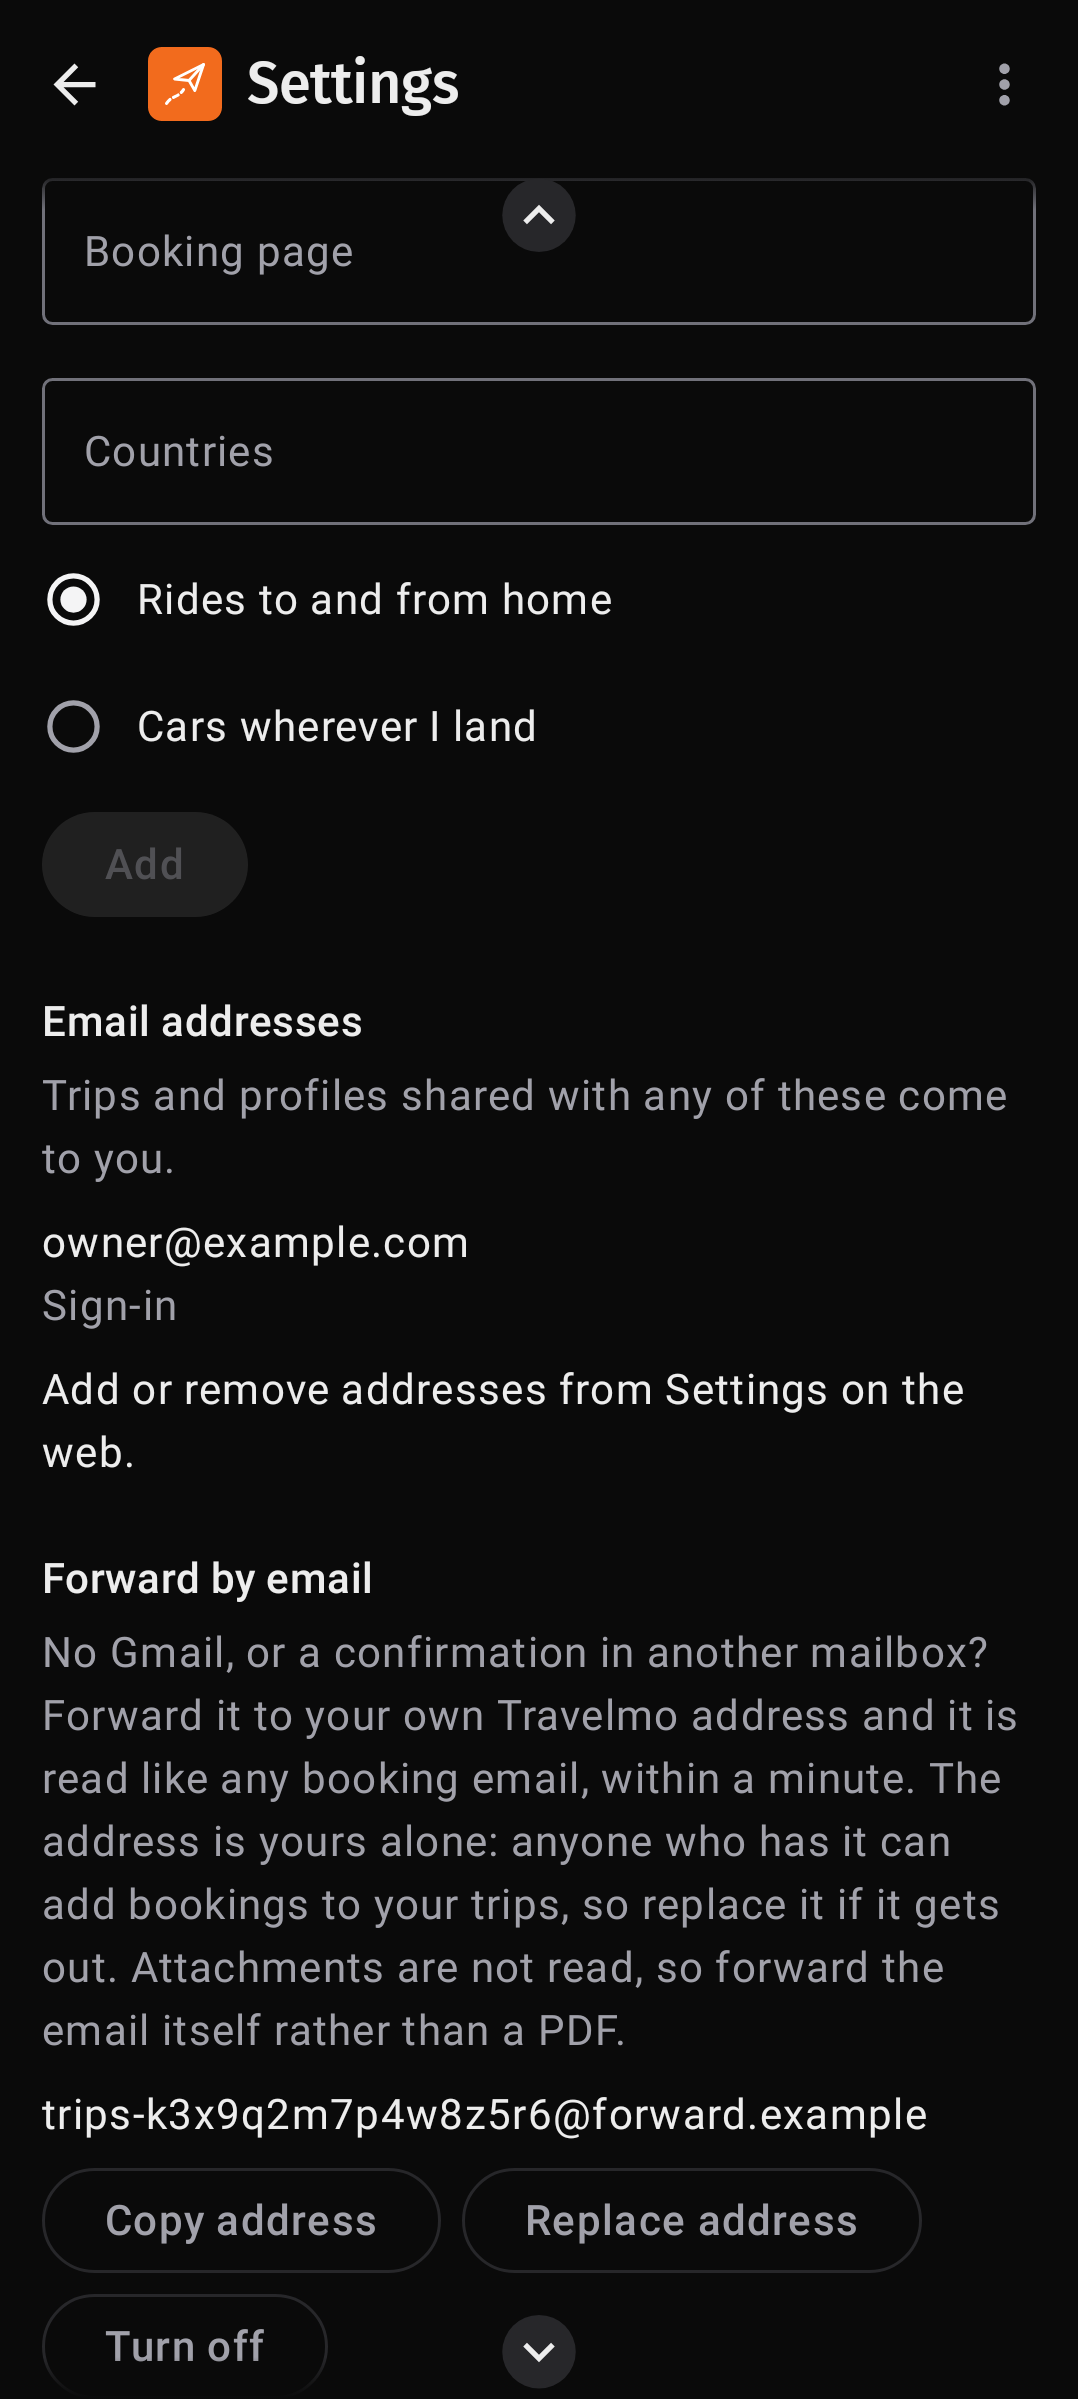 Settings
Booking page
Countries
Rides to and from home
Cars wherever I land
Add
Email addresses
Trips and profiles shared with any of these come
to you.
owner@example.com
Sign-in
Add or remove addresses from Settings on the
web.
Forward by email
No Gmail, or a confirmation in another mailbox?
Forward it to your own Travelmo address and it is
read like any booking email, within a minute. The
address is yours alone: anyone who has it can
add bookings to your trips, so replace it if it gets
out. Attachments are not read, so forward the
email itself rather than a PDF.
trips-k3x9q2m7p4w8z5r6@forward.example
Copy address
Replace address
Turn off